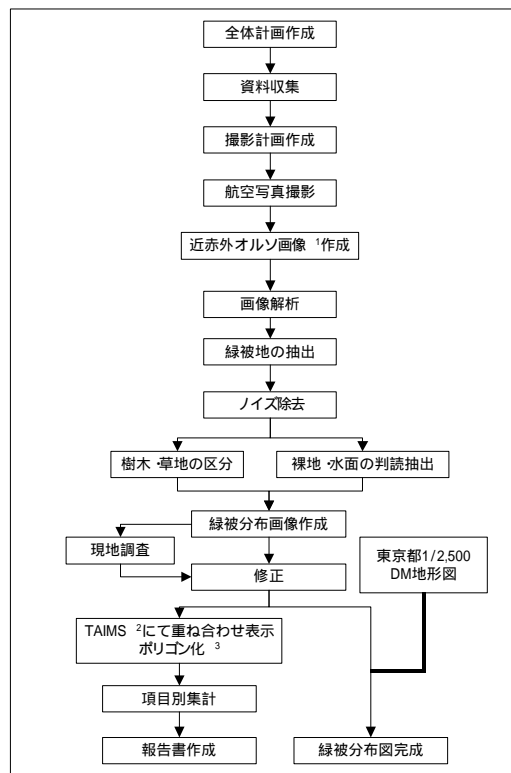 全体計画作成
資料収集
撮影計画作成
航空写真撮影
近赤外オルソ画像 1作成
画像解析
緑被地の抽出
ノイズ除去
樹木・草地の区分
裸地・水面の判読抽出
緑被分布画像作成
現地調査
修正
東京都1/2,500
DM地形図
TAIMS 2にて重ね合わせ表示
ポリゴン化 3
項目別集計
報告書作成
緑被分布図完成